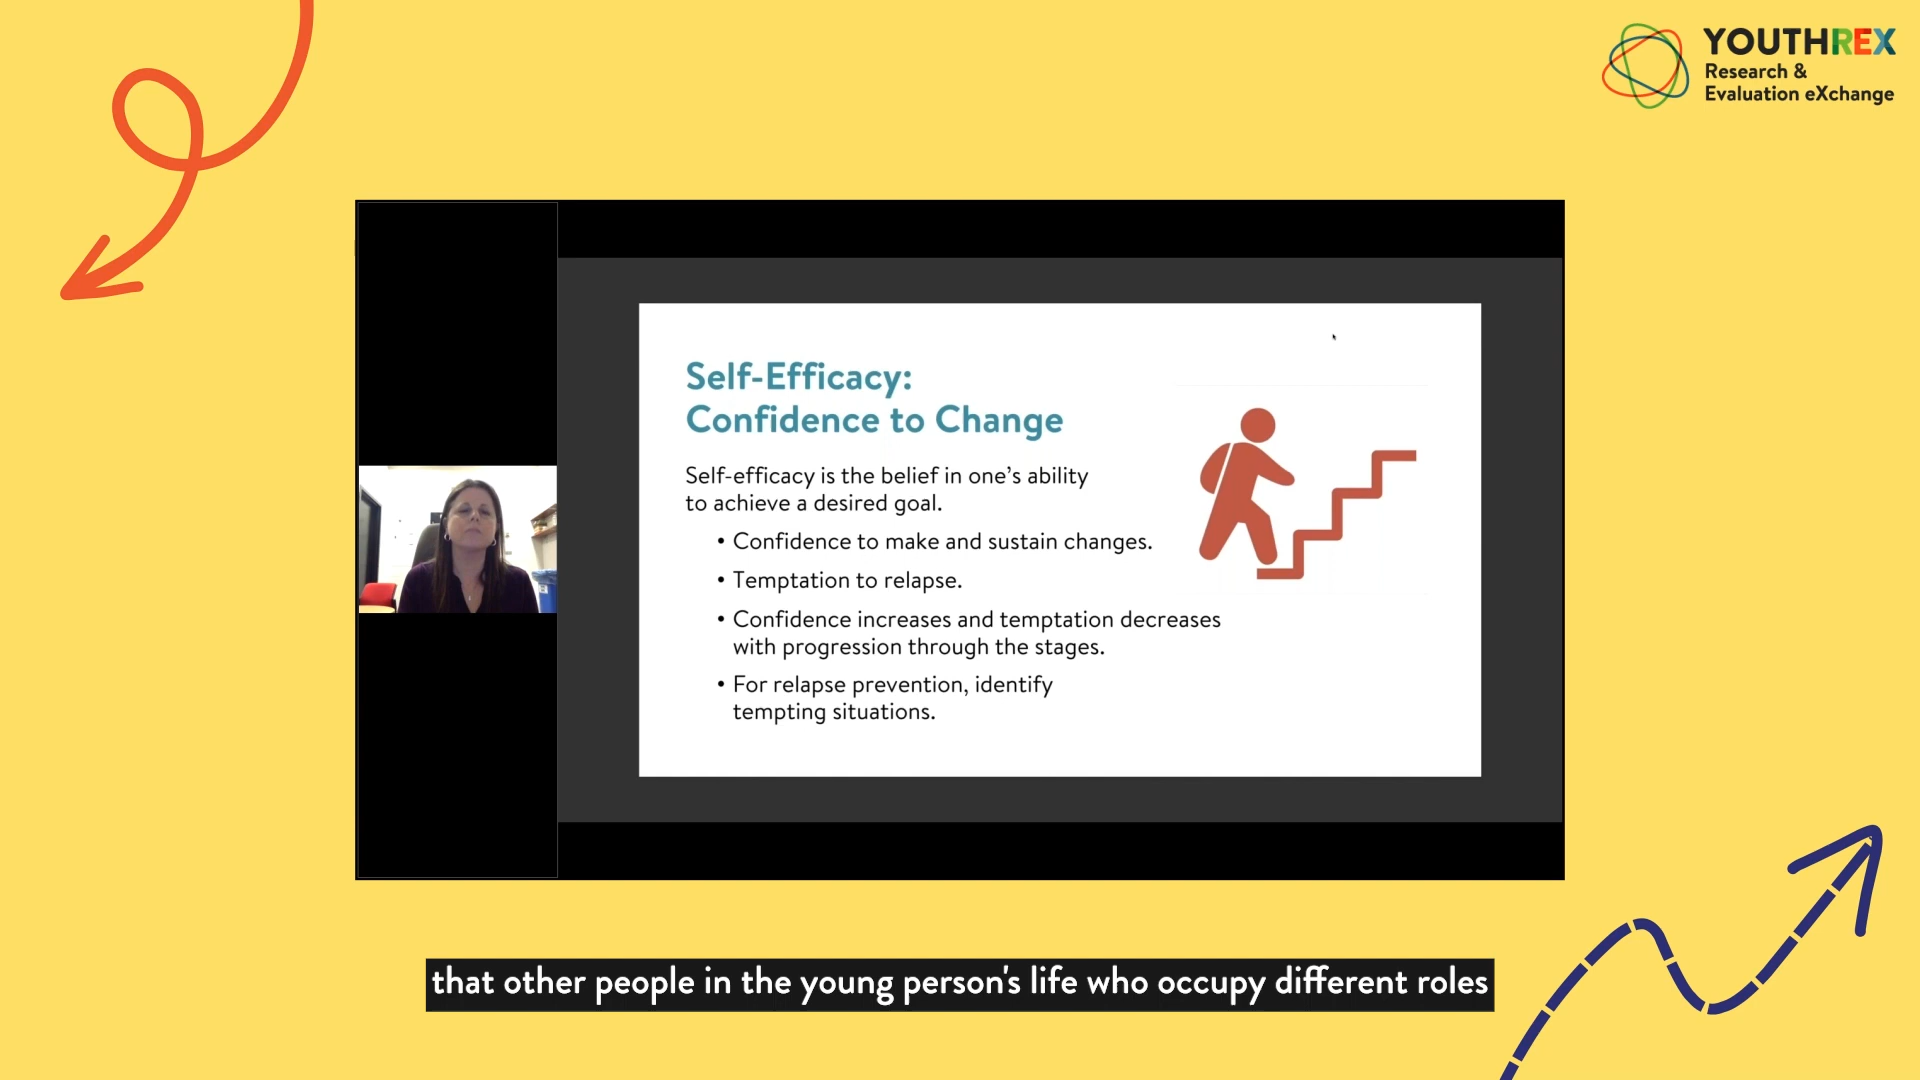 YOUTHREX
Research &
Evaluation eXchange
Self-Efficacy:
Confidence to Change
Self-efficacy is the belief in one's ability
to achieve a desired goal.
• Confidence to make and sustain changes.
• Temptation to relapse.
• Confidence increases and temptation decreases
with progression through the stages.
• For relapse prevention, identify
tempting situations.
that other people in the young person's life who occupy different roles